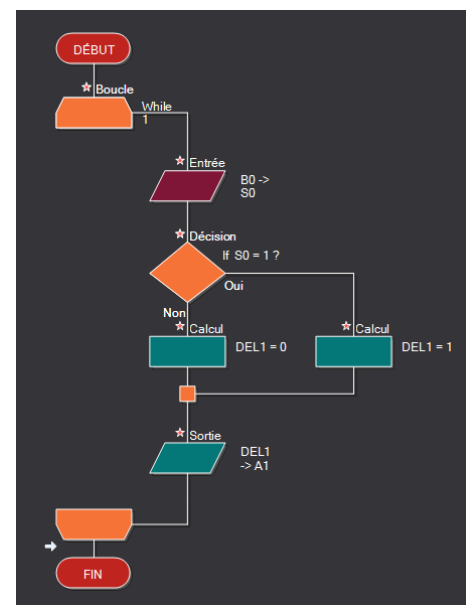 DÉBUT
Boucle
While
1
Entrée
B0 ->
S0
Décision
If S0 = 1 ?
Oui
Non
Calcul
DEL1 = 0
Calcul
DEL1 = 1
Sortie
DEL1
-> A1
FIN